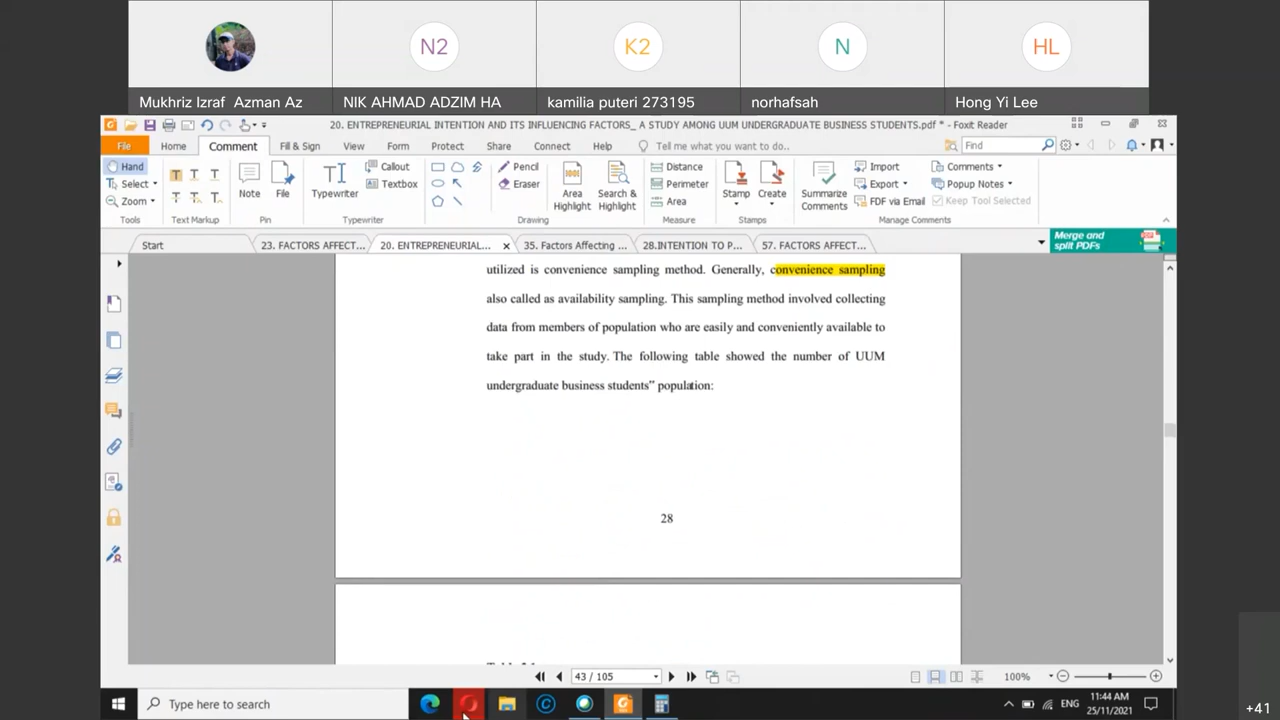 N2
K2
N
HL
Mukhriz Izraf Azman Az
NIK AHMAD ADZIM HA
kamilia puteri 273195
norhafsah
Hong Yi Lee
20. ENTREPRENEURIAL INTENTION AND ITS INFLUENCING FACTORS_ A STUDY AMONG UUM UNDERGRADUATE BUSINESS STUDENTS.pdf * - Foxit Reader
File Home Comment Fill & Sign View Form Protect Share Connect Help Tell me what you want to do.. Find
Hand
Select
Zoom
Tools
T T T
T T T
Text Markup
Note
File
Pin
Typewriter
Callout
Textbox
Typewriter
Pencil
Eraser
Area Highlight
Search & Highlight
Drawing
Distance
Perimeter
Area
Measure
Stamp
Create
Stamps
Summarize Comments
Import
Export
FDF via Email
Comments
Popup Notes
Keep Tool Selected
Manage Comments
Start
23. FACTORS AFFECT...
20. ENTREPRENEURIAL...
35. Factors Affecting ...
28.INTENTION TO P...
57. FACTORS AFFECT...
Merge and split PDFs
utilized is convenience sampling method. Generally, convenience sampling
also called as availability sampling. This sampling method involved collecting
data from members of population who are easily and conveniently available to
take part in the study. The following table showed the number of UUM
undergraduate business students” population:
28
43 / 105
100%
Type here to search
ENG
11:44 AM
25/11/2021
+41